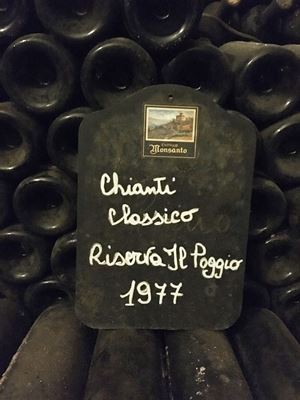 Castello
Monsanto
Chianti
Classico
Riserva Il Poggio
1977